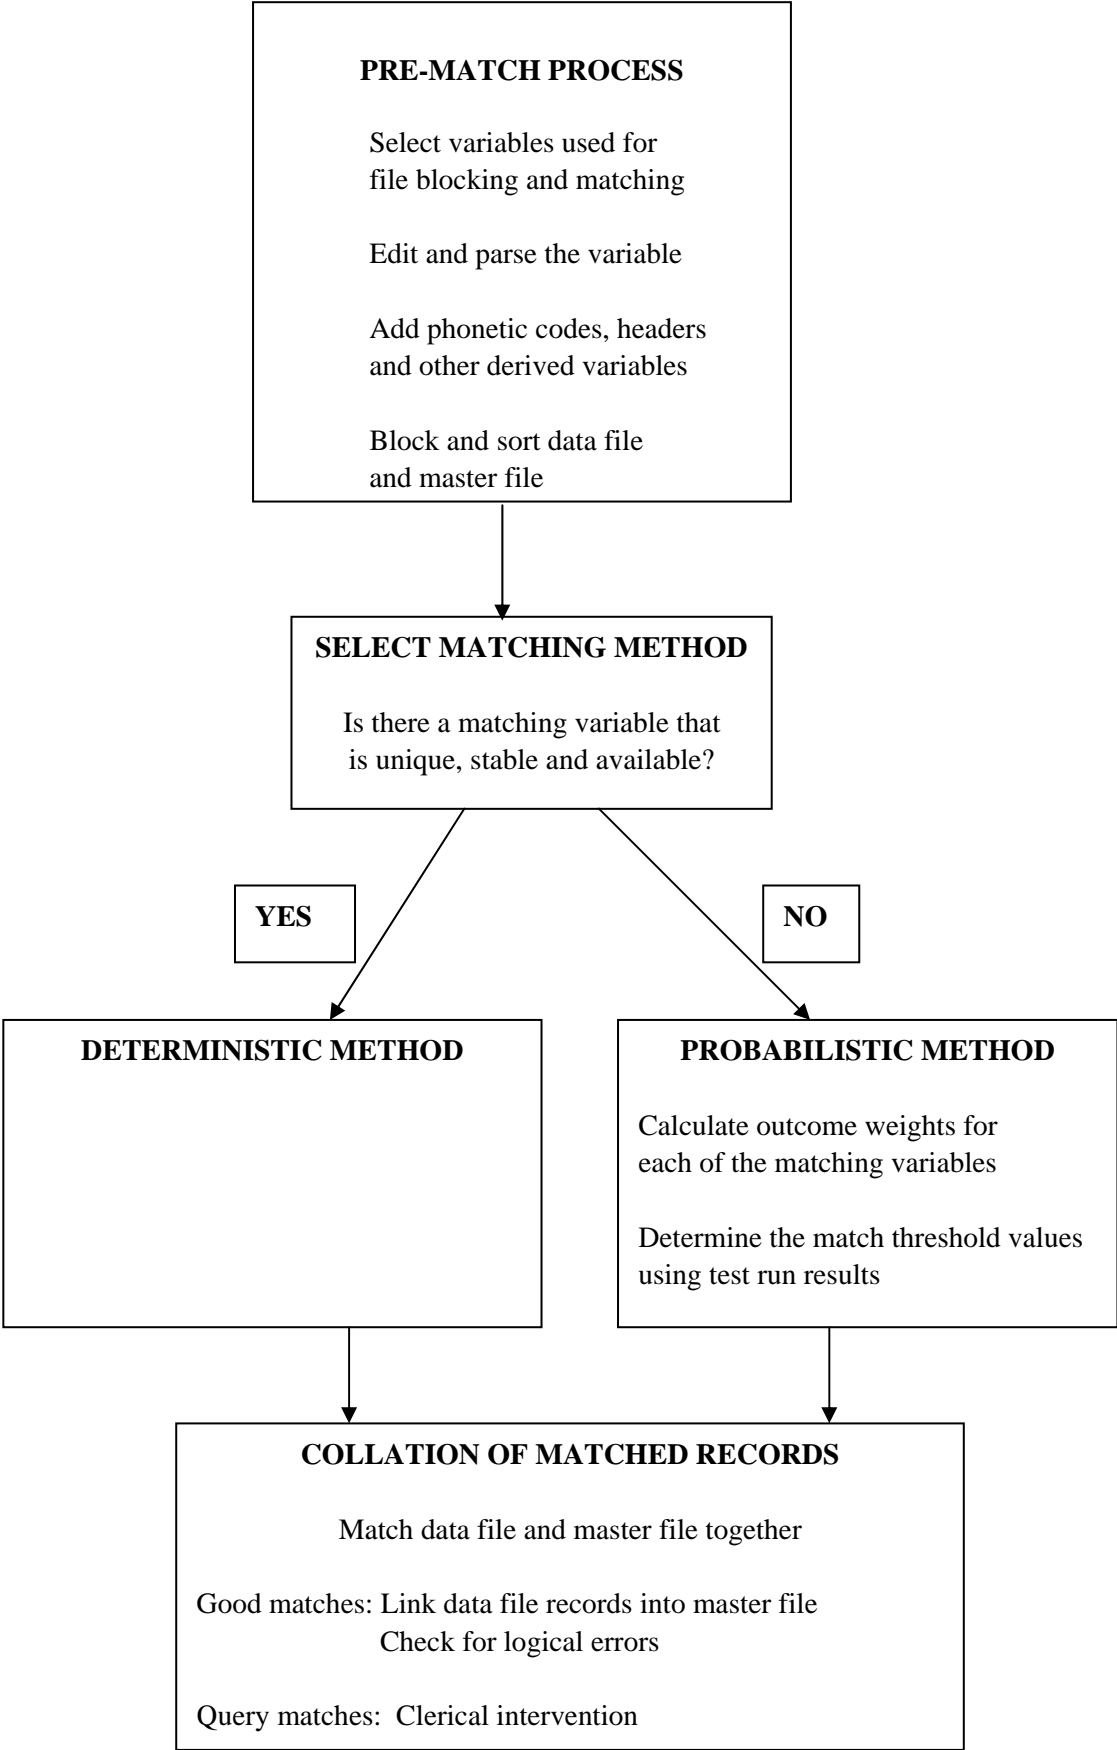 PRE-MATCH PROCESS
Select variables used for
file blocking and matching
Edit and parse the variable
Add phonetic codes, headers
and other derived variables
Block and sort data file
and master file
SELECT MATCHING METHOD
Is there a matching variable that
is unique, stable and available?
YES
NO
DETERMINISTIC METHOD
PROBABILISTIC METHOD
Calculate outcome weights for
each of the matching variables
Determine the match threshold values
using test run results
COLLATION OF MATCHED RECORDS
Match data file and master file together
Good matches: Link data file records into master file
Check for logical errors
Query matches:  Clerical intervention